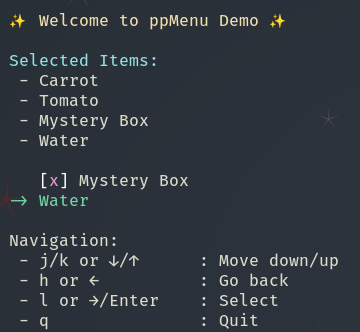 ✨ Welcome to ppMenu Demo ✨
Selected Items:
- Carrot
- Tomato
- Mystery Box
- Water
[x] Mystery Box
→ Water
Navigation:
- j/k or ↓/↑ : Move down/up
- h or ← : Go back
- l or →/Enter : Select
- q : Quit